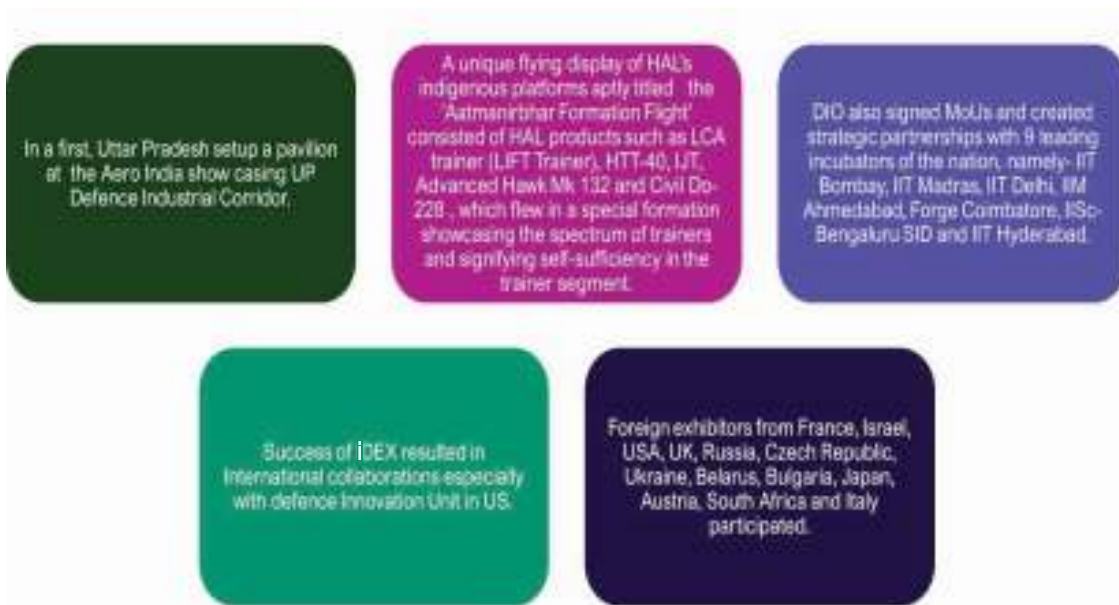 In a first, Uttar Pradesh setup a pavilion
at the Aero India show casing UP
Defence Industrial Corridor.
A unique flying display of HAL's
indigenous platforms aptly titled the
'Aatmanirbhar Formation Flight'
consisted of HAL products such as LCA
trainer (LIFT Trainer), HTT-40, IJT,
Advanced Hawk Mk 132 and Civil Do-
228 , which flew in a special formation
showcasing the spectrum of trainers
and signifying self-sufficiency in the
trainer segment.
DIO also signed MoUs and created
strategic partnerships with 9 leading
incubators of the nation, namely- IIT
Bombay, IIT Madras, IIT Delhi, IIM
Ahmedabad, Forge Coimbatore, IISc-
Bengaluru SID and IIT Hyderabad.
Success of iDEX resulted in
International collaborations especially
with defence Innovation Unit in US.
Foreign exhibitors from France, Israel,
USA, UK, Russia, Czech Republic,
Ukraine, Belarus, Bulgaria, Japan,
Austria, South Africa and Italy
participated.